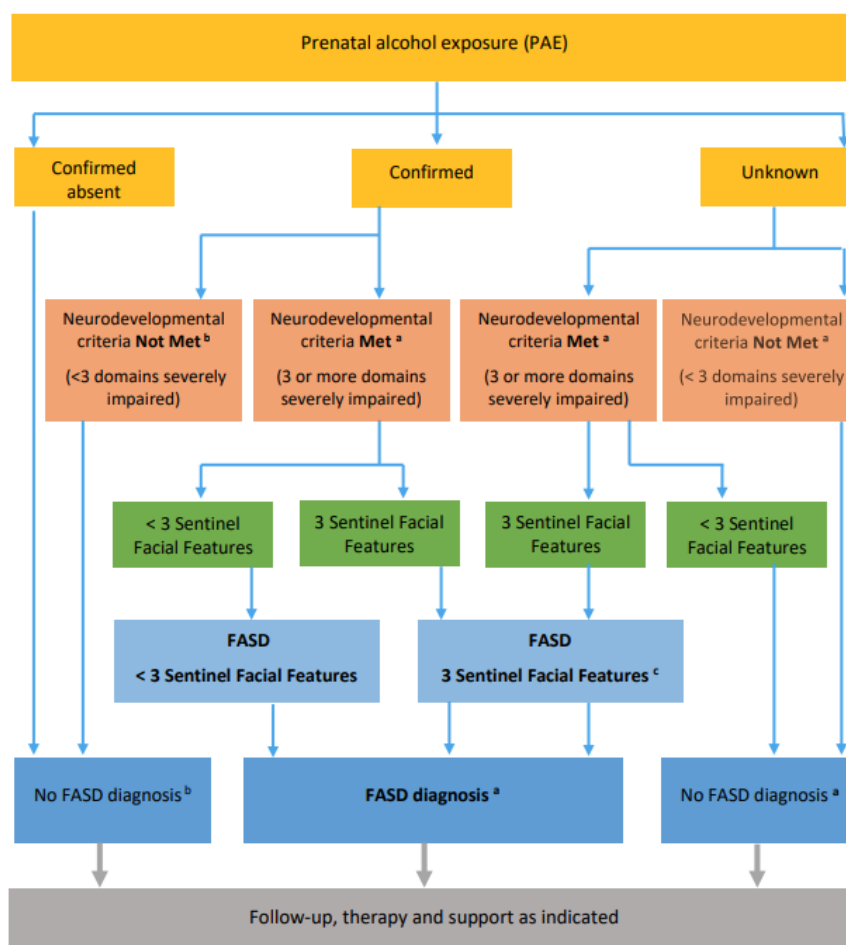 Prenatal alcohol exposure (PAE)
Confirmed
absent
Confirmed
Unknown
Neurodevelopmental
criteria Not Met b
(<3 domains severely
impaired)
Neurodevelopmental
criteria Met a
(3 or more domains
severely impaired)
Neurodevelopmental
criteria Met a
(3 or more domains
severely impaired)
Neurodevelopmental
criteria Not Met a
(< 3 domains severely
impaired)
< 3 Sentinel
Facial Features
3 Sentinel Facial
Features
3 Sentinel Facial
Features
< 3 Sentinel
Facial Features
FASD
< 3 Sentinel Facial Features
FASD
3 Sentinel Facial Features c
No FASD diagnosis b
FASD diagnosis a
No FASD diagnosis a
Follow-up, therapy and support as indicated